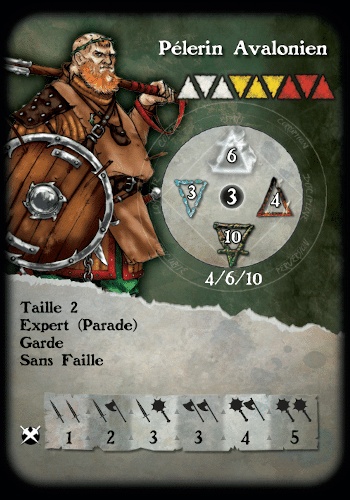 Pélerin Avalonien
6
3
3
4
10
4/6/10
Taille 2
Expert (Parade)
Garde
Sans Faille
1 2 3 3 4 5